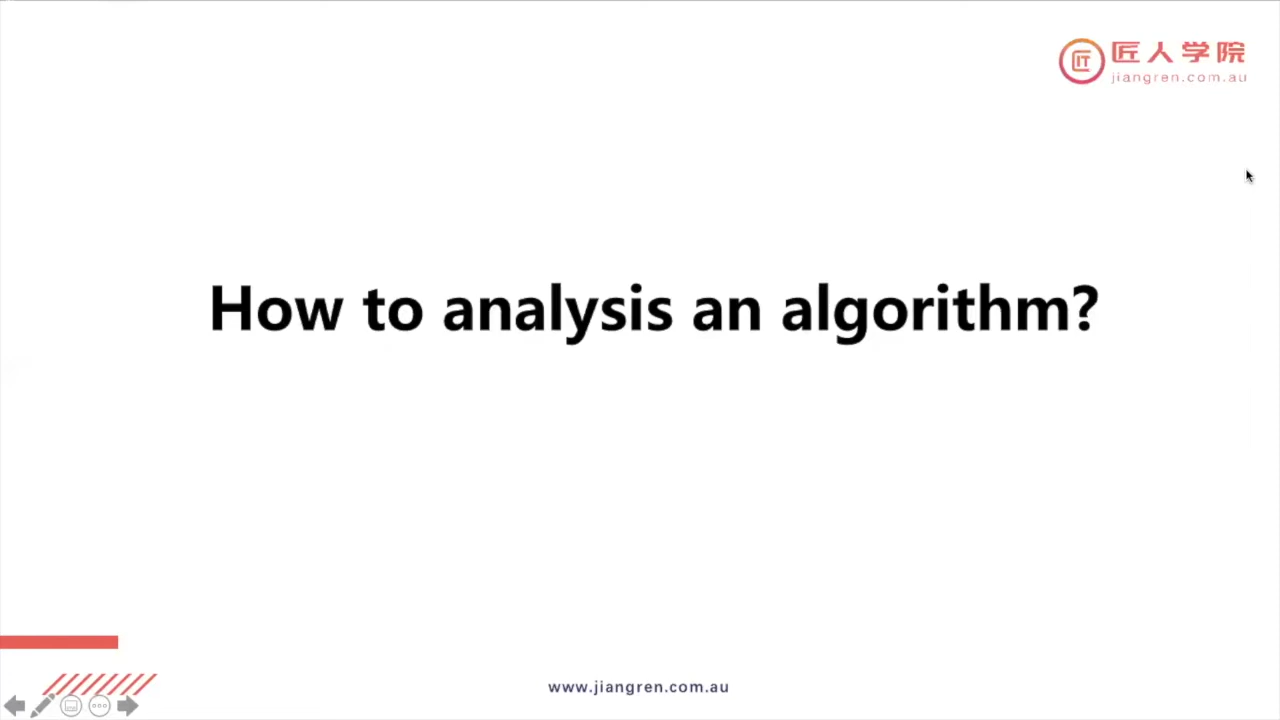 匠人学院
jiangren.com.au
How to analysis an algorithm?
www.jiangren.com.au